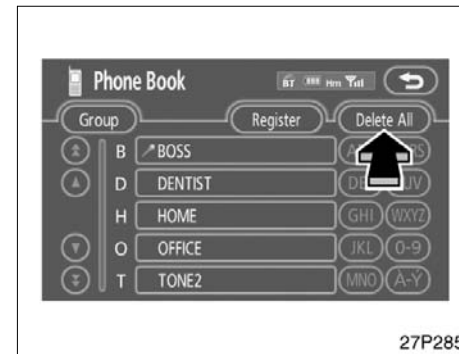 Phone Book BT Hm
Group Register Delete All
B BOSS
D DENTIST
H HOME GHI WXYZ
O OFFICE JKL 0-9
T TONE2 MNO À-Ý
27P285